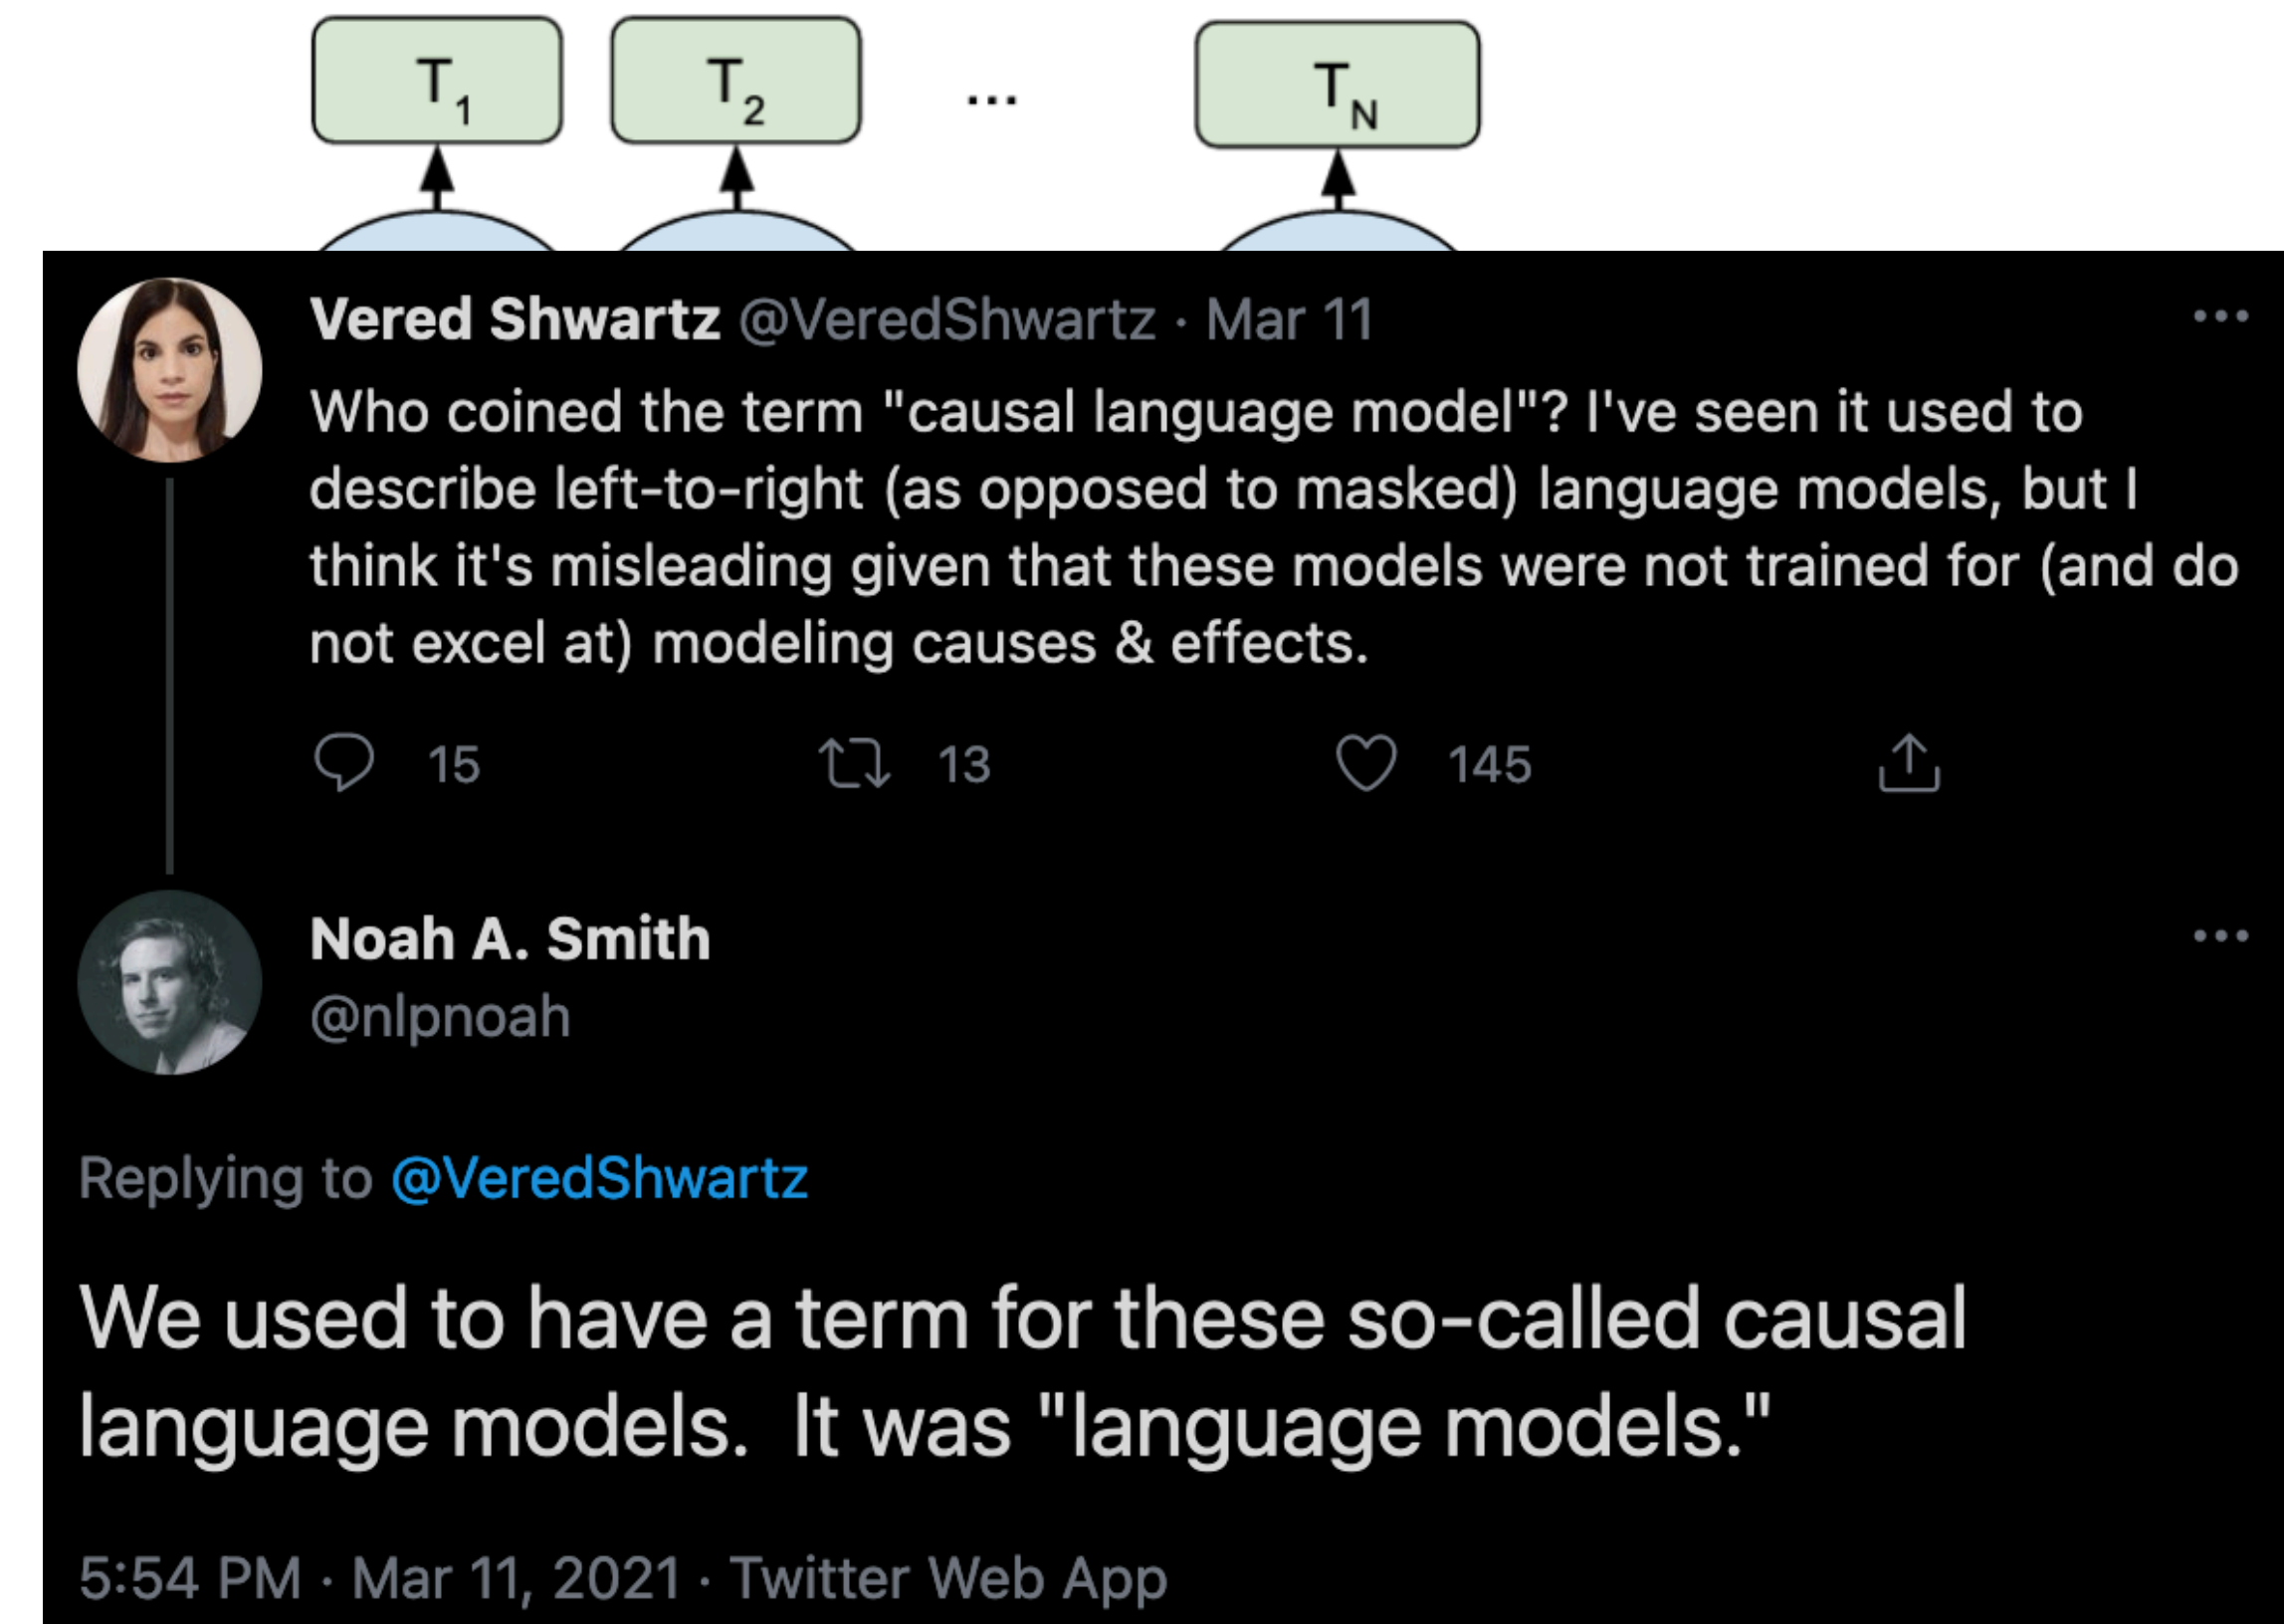 T1 T2 ... TN
Vered Shwartz @VeredShwartz · Mar 11
Who coined the term "causal language model"? I've seen it used to
describe left-to-right (as opposed to masked) language models, but I
think it's misleading given that these models were not trained for (and do
not excel at) modeling causes & effects.
15 13 145
Noah A. Smith
@nlpnoah
Replying to @VeredShwartz
We used to have a term for these so-called causal
language models.  It was "language models."
5:54 PM · Mar 11, 2021 · Twitter Web App